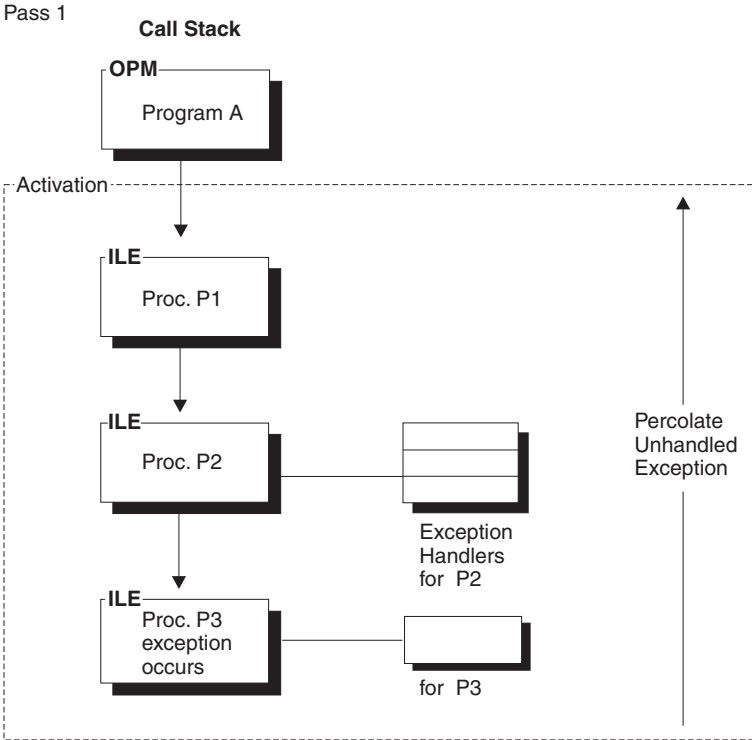 Pass 1
Call Stack
OPM
Program A
Activation
ILE
Proc. P1
ILE
Proc. P2
Exception
Handlers
for P2
Percolate
Unhandled
Exception
ILE
Proc. P3
exception
occurs
for P3